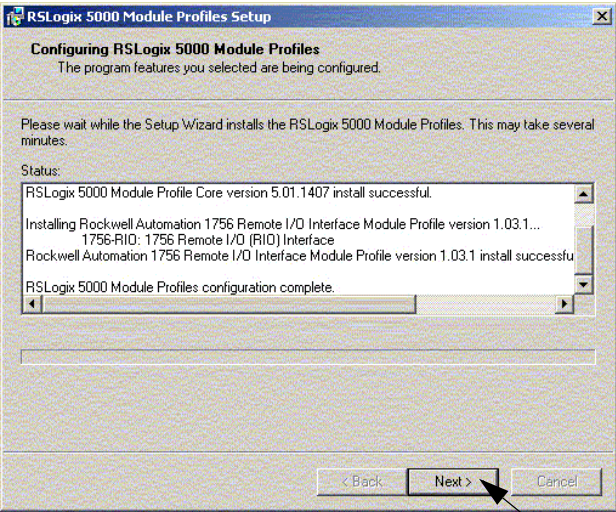 RSLogix 5000 Module Profiles Setup
Configuring RSLogix 5000 Module Profiles
The program features you selected are being configured.
Please wait while the Setup Wizard installs the RSLogix 5000 Module Profiles. This may take several
minutes.
Status:
RSLogix 5000 Module Profile Core version 5.01.1407 install successful.
Installing Rockwell Automation 1756 Remote I/O Interface Module Profile version 1.03.1...
1756-RIO: 1756 Remote I/O (RIO) Interface
Rockwell Automation 1756 Remote I/O Interface Module Profile version 1.03.1 install successfu
RSLogix 5000 Module Profiles configuration complete.
< Back
Next >
Cancel